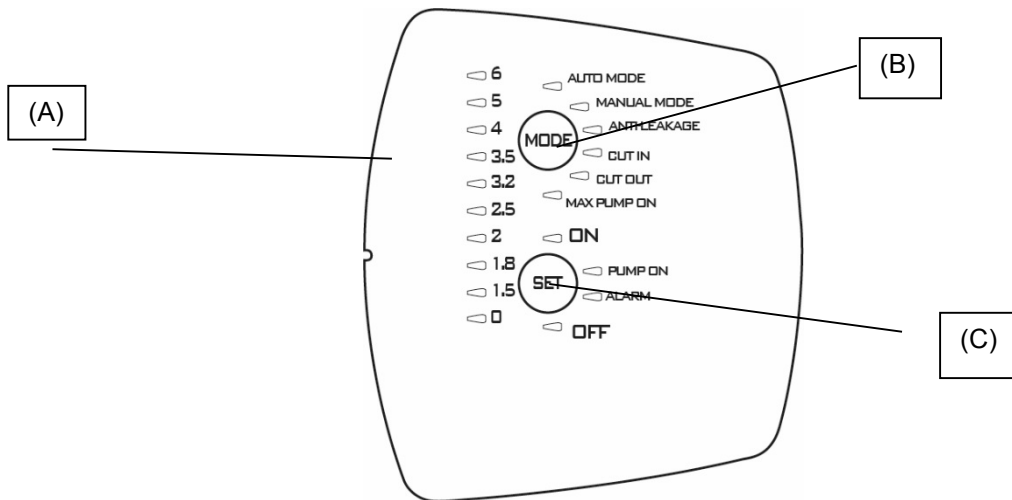 (A)
(B)
(C)
6
5
4
3.5
3.2
2.5
2
1.8
1.5
0
AUTO MODE
MANUAL MODE
ANTI LEAKAGE
MODE
CUT IN
CUT OUT
MAX PUMP ON
ON
SET
PUMP ON
ALARM
OFF